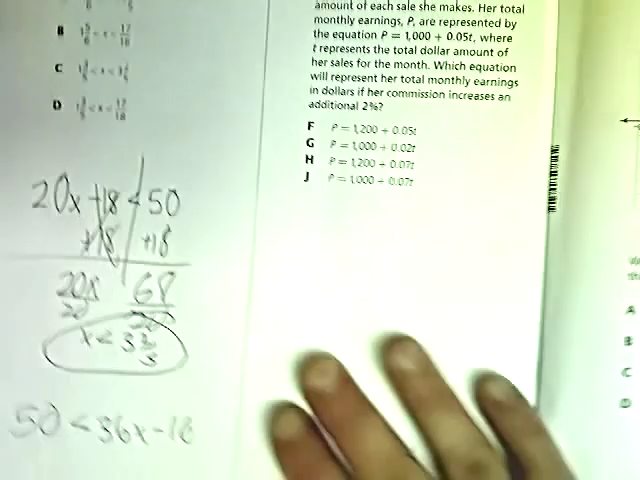 B
C
D
amount of each sale she makes. Her total
monthly earnings, P, are represented by
the equation P = 1,000 + 0.05t, where
t represents the total dollar amount of
her sales for the month. Which equation
will represent her total monthly earnings
in dollars if her commission increases an
additional 2%?
F P = 1,200 + 0.05t
G P = 1,000 + 0.02t
H P = 1,200 + 0.07t
J P = 1,000 + 0.07t
20x +18 < 50
+18 +18
20x 68
20
x < 3
50 < 36x - 18
A
B
C
D